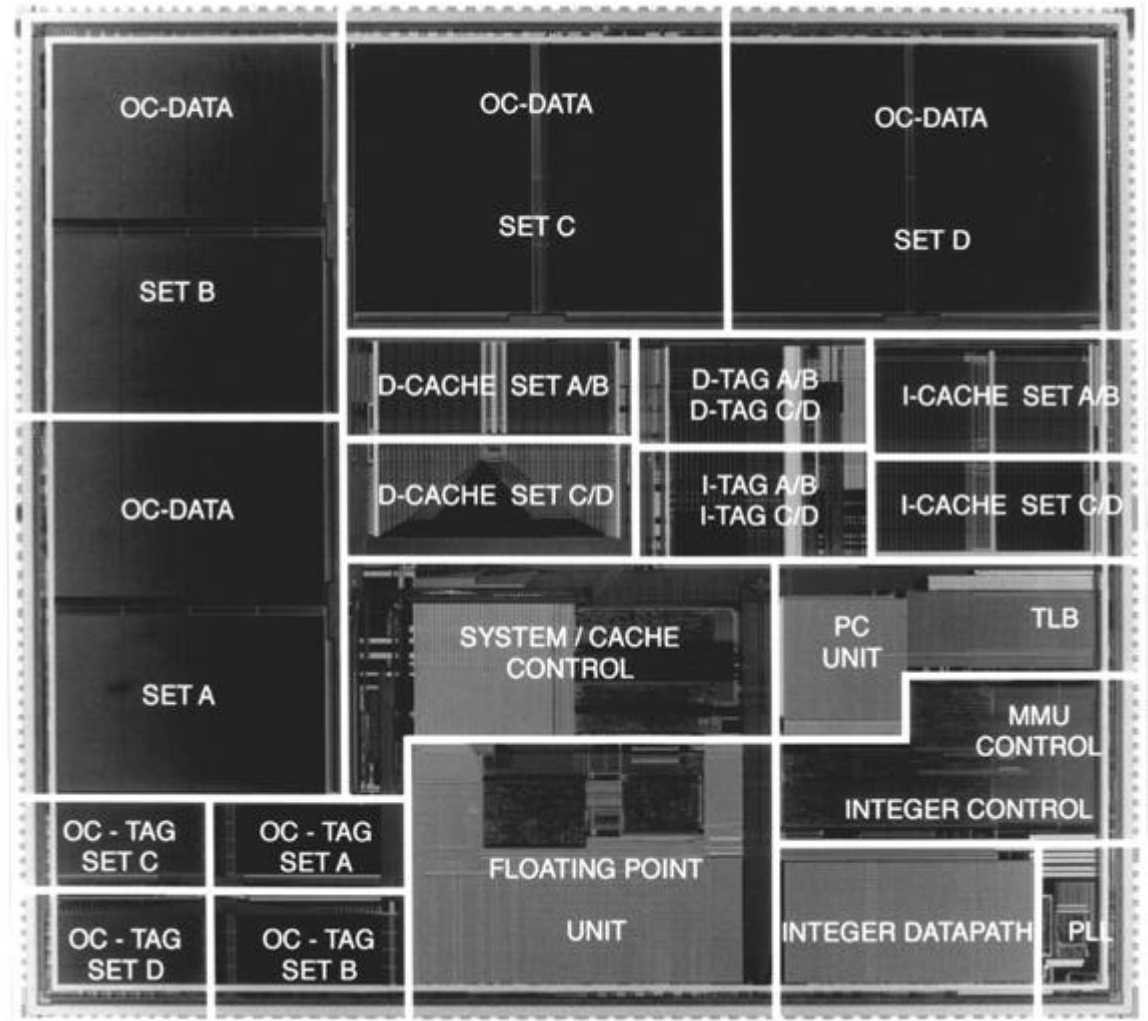 OC-DATA
SET B
OC-DATA
SET C
OC-DATA
SET D
D-CACHE SET A/B
D-TAG A/B
D-TAG C/D
I-CACHE SET A/B
D-CACHE SET C/D
I-TAG A/B
I-TAG C/D
I-CACHE SET C/D
OC-DATA
SET A
SYSTEM / CACHE
CONTROL
PC
UNIT
TLB
MMU
CONTROL
INTEGER CONTROL
OC - TAG
SET C
OC - TAG
SET A
FLOATING POINT
UNIT
OC - TAG
SET D
OC - TAG
SET B
INTEGER DATAPATH
PLL